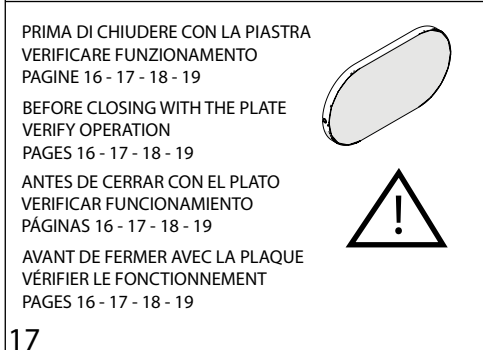 PRIMA DI CHIUDERE CON LA PIASTRA
VERIFICARE FUNZIONAMENTO
PAGINE 16 - 17 - 18 - 19
BEFORE CLOSING WITH THE PLATE
VERIFY OPERATION
PAGES 16 - 17 - 18 - 19
ANTES DE CERRAR CON EL PLATO
VERIFICAR FUNCIONAMIENTO
PÁGINAS 16 - 17 - 18 - 19
AVANT DE FERMER AVEC LA PLAQUE
VÉRIFIER LE FONCTIONNEMENT
PAGES 16 - 17 - 18 - 19
!
17